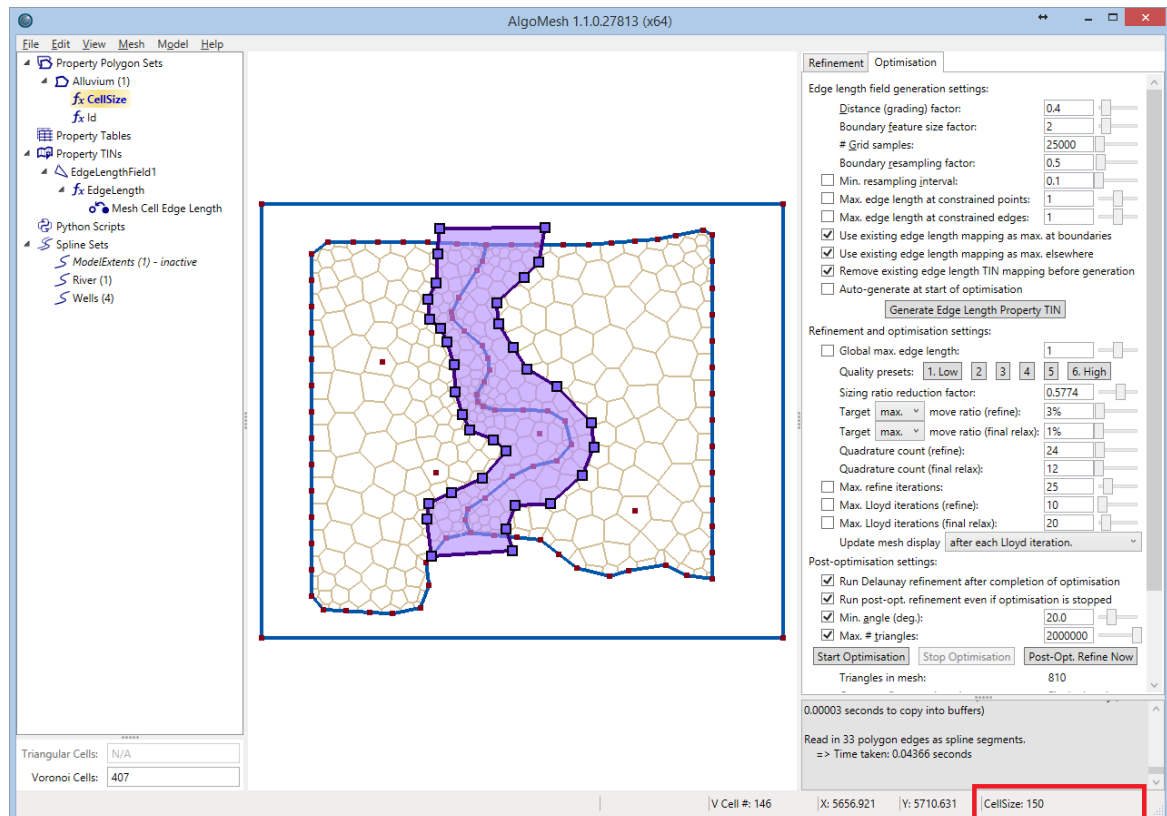 AlgoMesh 1.1.0.27813 (x64)
File Edit View Mesh Model Help
Property Polygon Sets
Alluvium (1)
fx CellSize
fx Id
Property Tables
Property TINs
EdgeLengthField1
fx EdgeLength
Mesh Cell Edge Length
Python Scripts
Spline Sets
ModelExtents (1) - inactive
River (1)
Wells (4)
Triangular Cells: N/A
Voronoi Cells: 407
Refinement Optimisation
Edge length field generation settings:
Distance (grading) factor: 0.4
Boundary feature size factor: 2
# Grid samples: 25000
Boundary resampling factor: 0.5
Min. resampling interval: 0.1
Max. edge length at constrained points: 1
Max. edge length at constrained edges: 1
Use existing edge length mapping as max. at boundaries
Use existing edge length mapping as max. elsewhere
Remove existing edge length TIN mapping before generation
Auto-generate at start of optimisation
Generate Edge Length Property TIN
Refinement and optimisation settings:
Global max. edge length: 1
Quality presets: 1. Low 2 3 4 5 6. High
Sizing ratio reduction factor: 0.5774
Target max. move ratio (refine): 3%
Target max. move ratio (final relax): 1%
Quadrature count (refine): 24
Quadrature count (final relax): 12
Max. refine iterations: 25
Max. Lloyd iterations (refine): 10
Max. Lloyd iterations (final relax): 20
Update mesh display after each Lloyd iteration.
Post-optimisation settings:
Run Delaunay refinement after completion of optimisation
Run post-opt. refinement even if optimisation is stopped
Min. angle (deg.): 20.0
Max. # triangles: 2000000
Start Optimisation Stop Optimisation Post-Opt. Refine Now
Triangles in mesh: 810
0.00003 seconds to copy into buffers)
Read in 33 polygon edges as spline segments.
=> Time taken: 0.04366 seconds
V Cell #: 146 X: 5656.921 Y: 5710.631 CellSize: 150